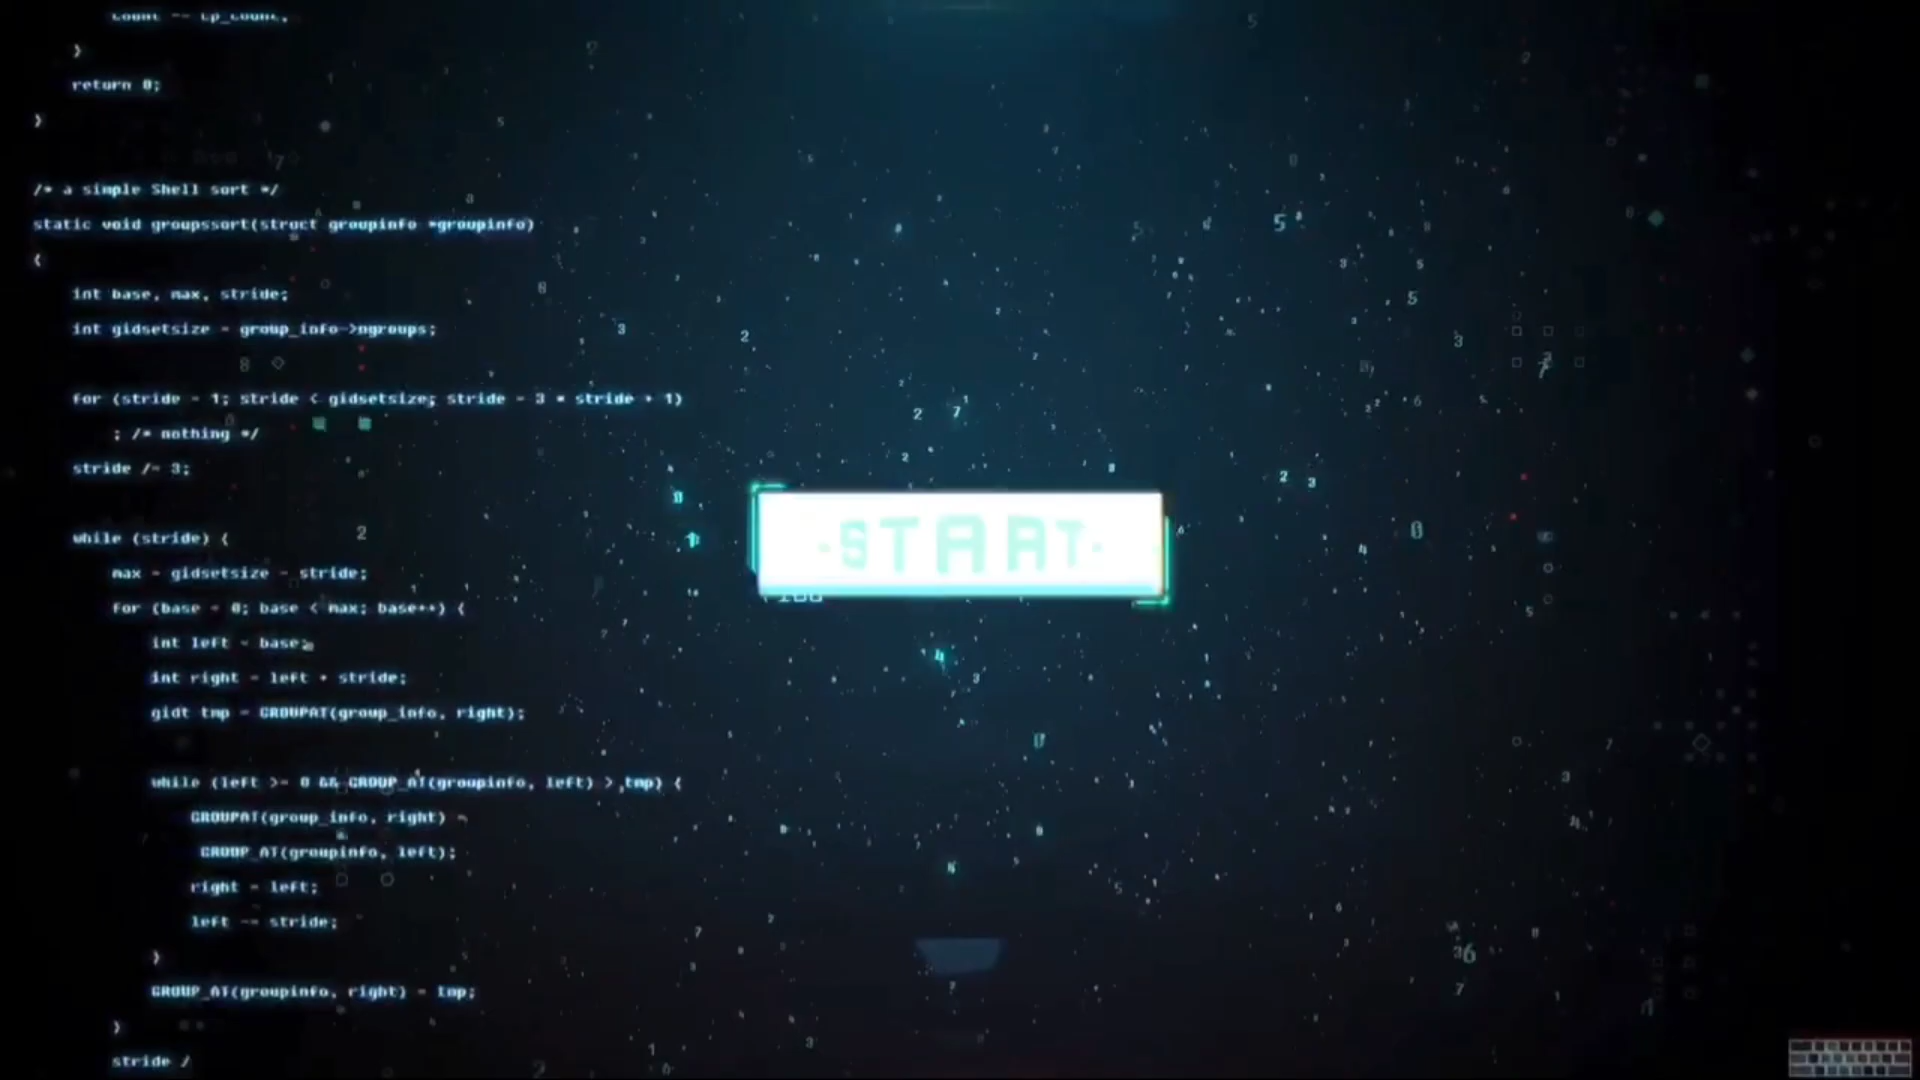 }
return 0;
}
/* a simple Shell sort */
static void groupssort(struct groupinfo *groupinfo)
{
int base, max, stride;
int gidsetsize = group_info->ngroups;
for (stride = 1; stride < gidsetsize; stride = 3 * stride + 1)
; /* nothing */
stride /= 3;
while (stride) {
max = gidsetsize - stride;
for (base = 0; base < max; base++) {
int left = base;
int right = left + stride;
gidt tmp = GROUPAT(group_info, right);
while (left >= 0 && GROUP_AT(groupinfo, left) > tmp) {
GROUPAT(group_info, right) =
GROUP_AT(groupinfo, left);
right = left;
left -= stride;
}
GROUP_AT(groupinfo, right) = tmp;
}
stride /
·START·